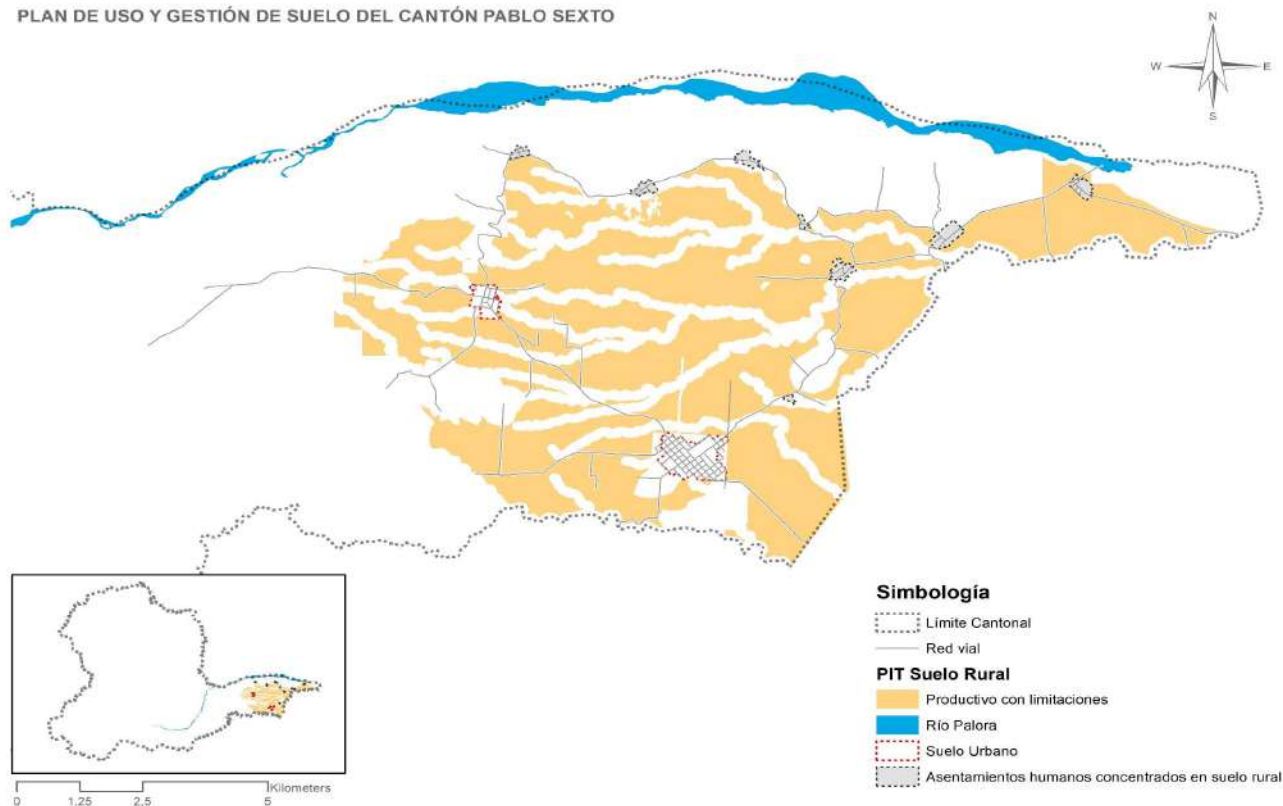 PLAN DE USO Y GESTIÓN DE SUELO DEL CANTÓN PABLO SEXTO
N
W E
S
Simbología
Límite Cantonal
Red vial
PIT Suelo Rural
Productivo con limitaciones
Río Palora
Suelo Urbano
Asentamientos humanos concentrados en suelo rural
Kilometers
0 1,25 2,5 5